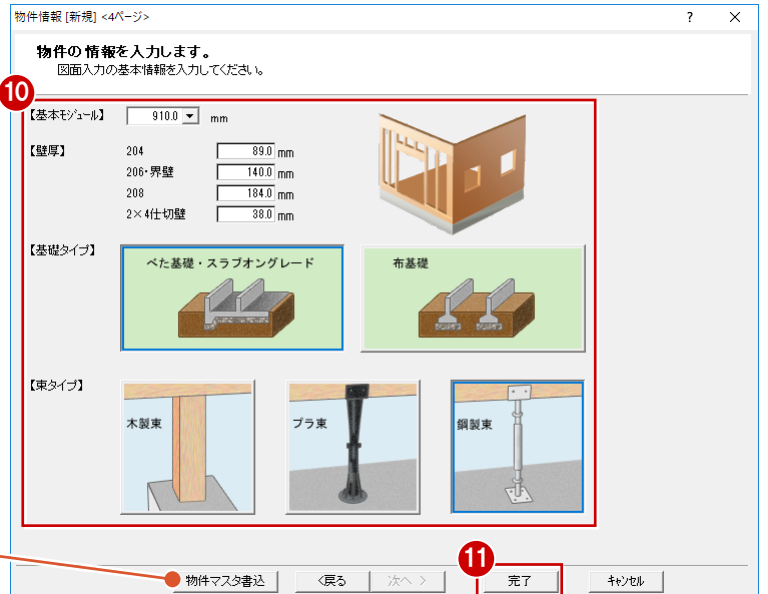 物件情報 [新規] <4ページ>
? ×
物件の情報を入力します。
図面入力の基本情報を入力してください。
10
【基本モジュール】 910.0 mm
【壁厚】 204 89.0 mm
206・界壁 140.0 mm
208 184.0 mm
2×4仕切壁 38.0 mm
【基礎タイプ】 べた基礎・スラブオングレード 布基礎
【束タイプ】 木製束 プラ束 鋼製束
11
物件マスタ書込 <戻る 次へ > 完了 キャンセル